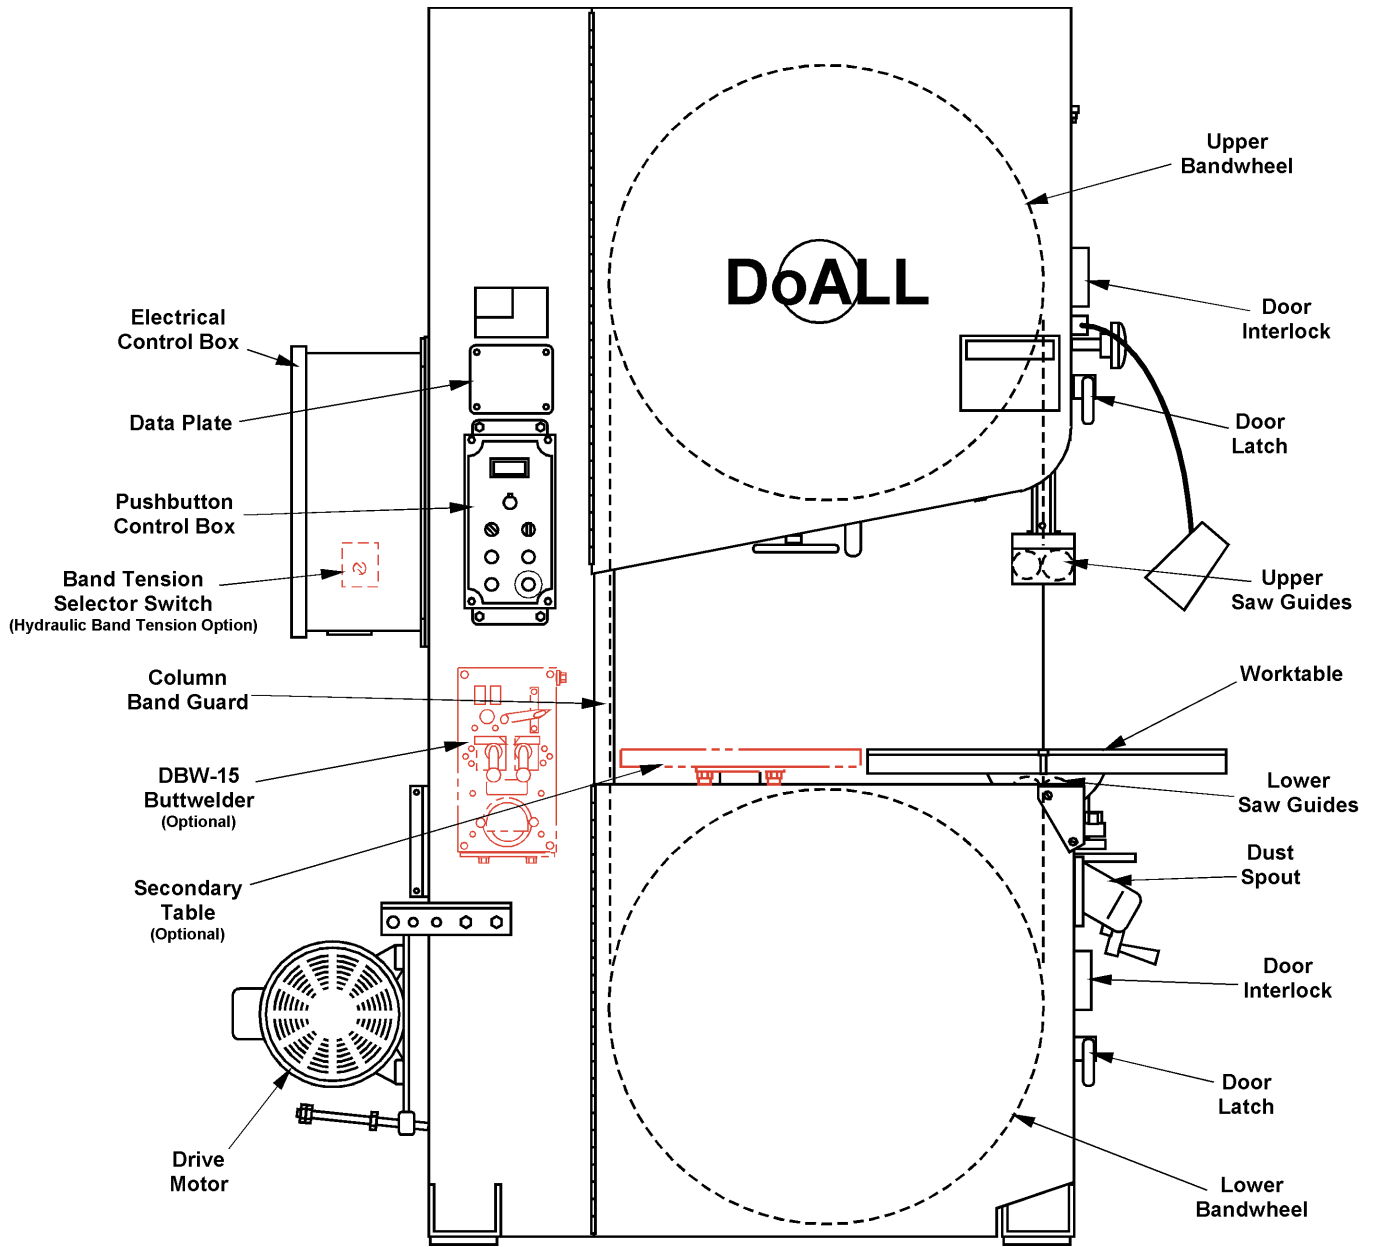 DoALL
Upper
Bandwheel
Door
Interlock
Door
Latch
Upper
Saw Guides
Worktable
Lower
Saw Guides
Dust
Spout
Door
Interlock
Door
Latch
Lower
Bandwheel
Electrical
Control Box
Data Plate
Pushbutton
Control Box
Band Tension
Selector Switch
(Hydraulic Band Tension Option)
Column
Band Guard
DBW-15
Buttwelder
(Optional)
Secondary
Table
(Optional)
Drive
Motor